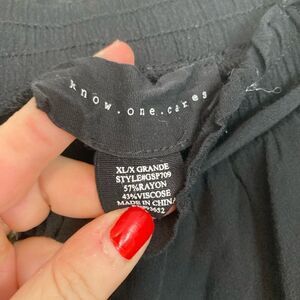 know.one.cares
XL/X GRANDE
STYLE#GSP709
57%RAYON
43%VISCOSE
MADE IN CHINA